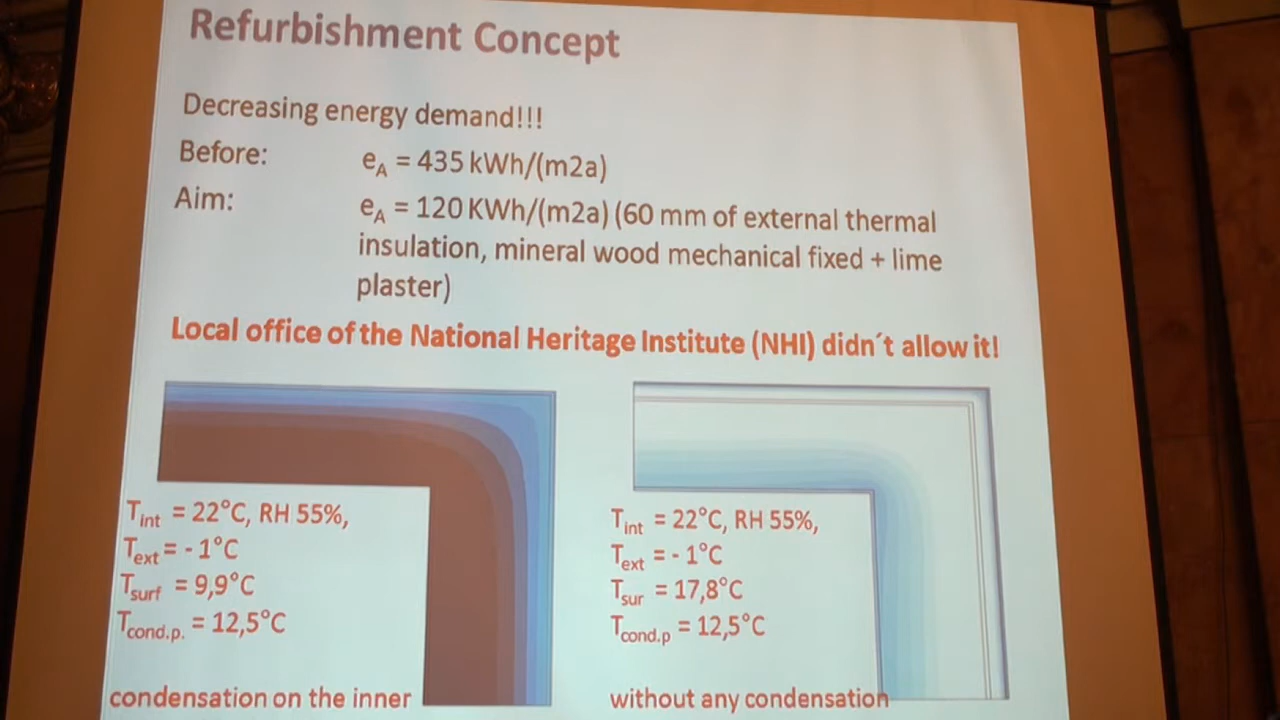 Refurbishment Concept
Decreasing energy demand!!!
Before: eA = 435 kWh/(m2a)
Aim: eA = 120 KWh/(m2a) (60 mm of external thermal
insulation, mineral wood mechanical fixed + lime
plaster)
Local office of the National Heritage Institute (NHI) didn´t allow it!
Tint = 22°C, RH 55%,
Text = - 1°C
Tsurf = 9,9°C
Tcond.p. = 12,5°C
condensation on the inner
Tint = 22°C, RH 55%,
Text = - 1°C
Tsur = 17,8°C
Tcond.p = 12,5°C
without any condensation